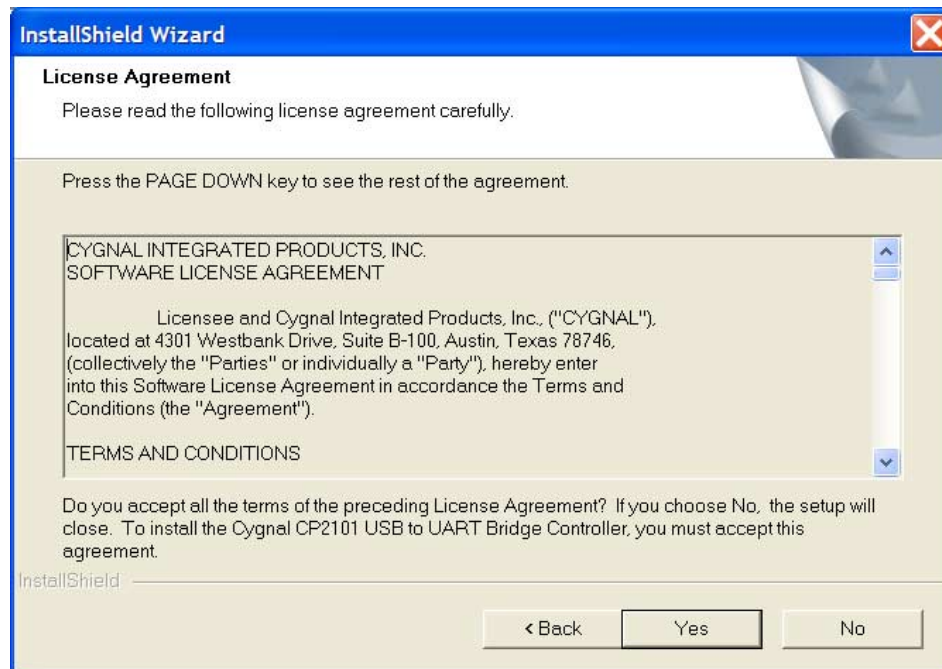 InstallShield Wizard
License Agreement
Please read the following license agreement carefully.
Press the PAGE DOWN key to see the rest of the agreement.
CYGNAL INTEGRATED PRODUCTS, INC.
SOFTWARE LICENSE AGREEMENT
Licensee and Cygnal Integrated Products, Inc., ("CYGNAL"),
located at 4301 Westbank Drive, Suite B-100, Austin, Texas 78746,
(collectively the "Parties" or individually a "Party"), hereby enter
into this Software License Agreement in accordance the Terms and
Conditions (the "Agreement").
TERMS AND CONDITIONS
Do you accept all the terms of the preceding License Agreement? If you choose No, the setup will
close. To install the Cygnal CP2101 USB to UART Bridge Controller, you must accept this
agreement.
InstallShield
< Back Yes No